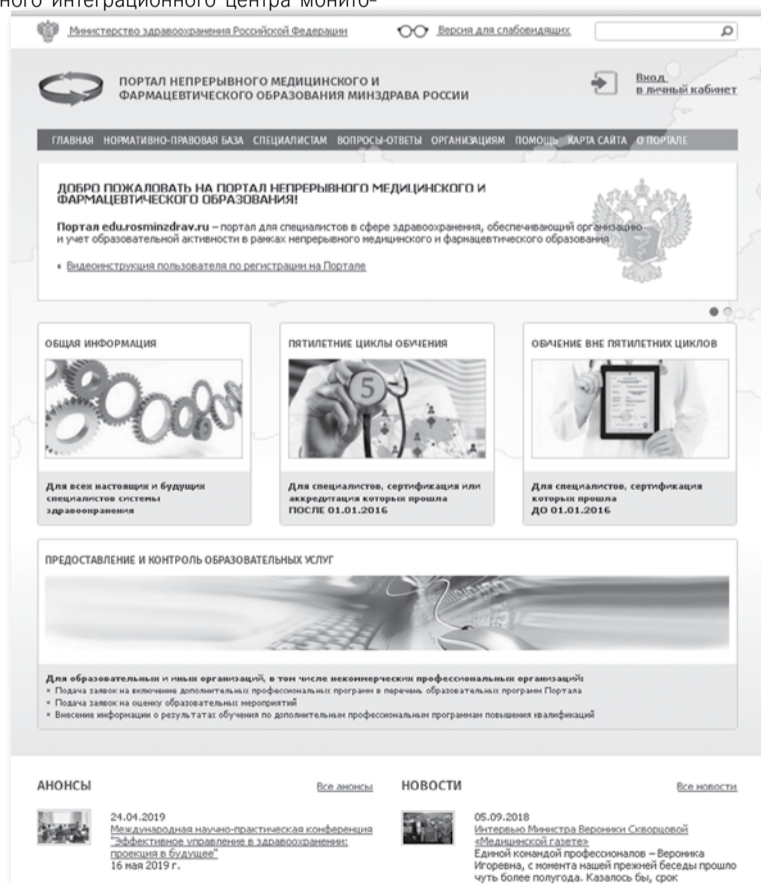 ного интеграционного центра монито-
Министерство здравоохранения Российской Федерации
Версия для слабовидящих
ПОРТАЛ НЕПРЕРЫВНОГО МЕДИЦИНСКОГО И
ФАРМАЦЕВТИЧЕСКОГО ОБРАЗОВАНИЯ МИНЗДРАВА РОССИИ
Вход
в личный кабинет
ГЛАВНАЯ НОРМАТИВНО-ПРАВОВАЯ БАЗА СПЕЦИАЛИСТАМ ВОПРОСЫ-ОТВЕТЫ ОРГАНИЗАЦИЯМ ПОМОЩЬ КАРТА САЙТА О ПОРТАЛЕ
ДОБРО ПОЖАЛОВАТЬ НА ПОРТАЛ НЕПРЕРЫВНОГО МЕДИЦИНСКОГО И
ФАРМАЦЕВТИЧЕСКОГО ОБРАЗОВАНИЯ!
Портал edu.rosminzdrav.ru – портал для специалистов в сфере здравоохранения, обеспечивающий организацию
и учет образовательной активности в рамках непрерывного медицинского и фармацевтического образования
▪ Видеоинструкция пользователя по регистрации на Портале
ОБЩАЯ ИНФОРМАЦИЯ
Для всех настоящих и будущих
специалистов системы
здравоохранения
ПЯТИЛЕТНИЕ ЦИКЛЫ ОБУЧЕНИЯ
5
Для специалистов, сертификация или
аккредитация которых прошла
ПОСЛЕ 01.01.2016
ОБУЧЕНИЕ ВНЕ ПЯТИЛЕТНИХ ЦИКЛОВ
Для специалистов, сертификация
которых прошла
ДО 01.01.2016
ПРЕДОСТАВЛЕНИЕ И КОНТРОЛЬ ОБРАЗОВАТЕЛЬНЫХ УСЛУГ
Для образовательных и иных организаций, в том числе некоммерческих профессиональных организаций:
▪ Подача заявок на включение дополнительных профессиональных программ в перечень образовательных программ Портала
▪ Подача заявок на оценку образовательных мероприятий
▪ Внесение информации о результатах обучения по дополнительным профессиональным программам повышения квалификаций
АНОНСЫ
Все анонсы
24.04.2019
Международная научно-практическая конференция
"Эффективное управление в здравоохранении:
проекция в будущее"
16 мая 2019 г.
НОВОСТИ
Все новости
05.09.2018
Интервью Министра Вероники Скворцовой
«Медицинской газете»
Единой командой профессионалов – Вероника
Игоревна, с момента нашей прежней беседы прошло
чуть более полугода. Казалось бы, срок